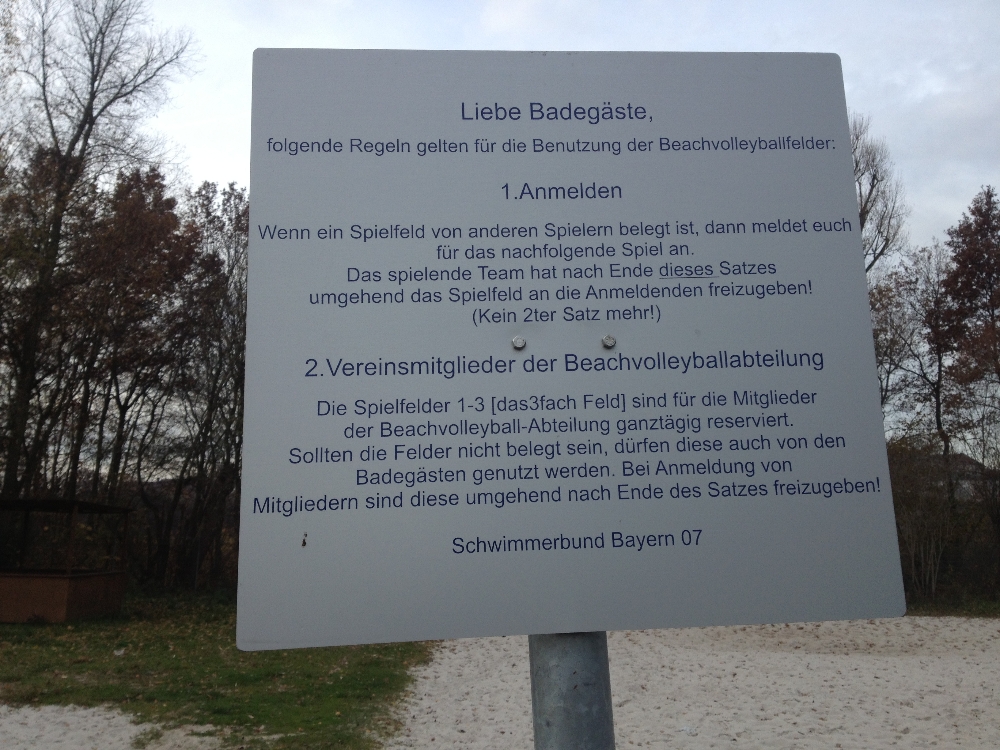 Liebe Badegäste,
folgende Regeln gelten für die Benutzung der Beachvolleyballfelder:
1.Anmelden
Wenn ein Spielfeld von anderen Spielern belegt ist, dann meldet euch
für das nachfolgende Spiel an.
Das spielende Team hat nach Ende dieses Satzes
umgehend das Spielfeld an die Anmeldenden freizugeben!
(Kein 2ter Satz mehr!)
2.Vereinsmitglieder der Beachvolleyballabteilung
Die Spielfelder 1-3 [das3fach Feld] sind für die Mitglieder
der Beachvolleyball-Abteilung ganztägig reserviert.
Sollten die Felder nicht belegt sein, dürfen diese auch von den
Badegästen genutzt werden. Bei Anmeldung von
Mitgliedern sind diese umgehend nach Ende des Satzes freizugeben!
Schwimmerbund Bayern 07